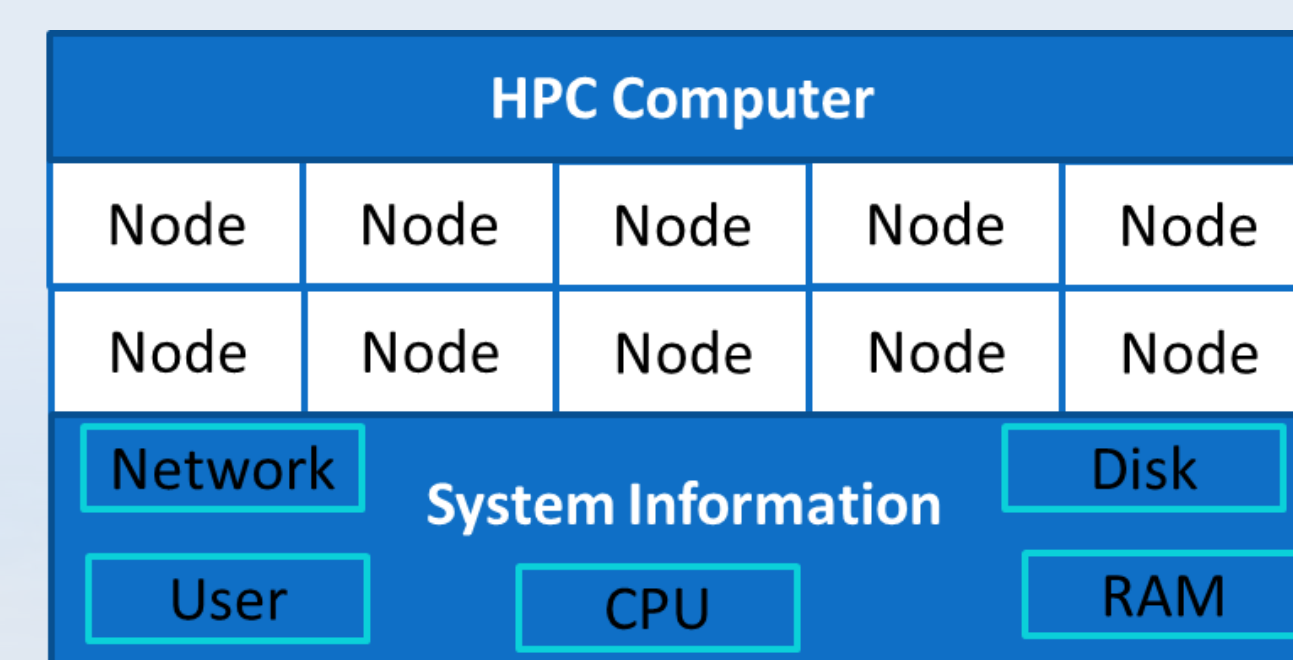 HPC Computer
Node Node Node Node Node
Node Node Node Node Node
Network Disk
System Information
User CPU RAM